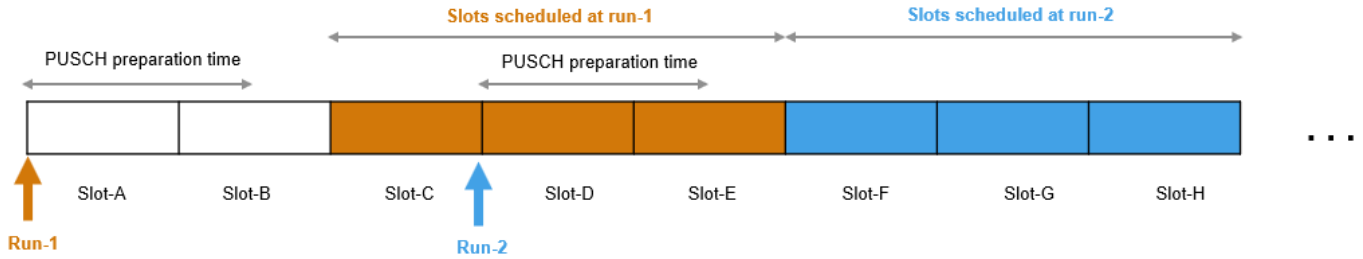 Slots scheduled at run-1
Slots scheduled at run-2
PUSCH preparation time
PUSCH preparation time
. . .
Slot-A
Slot-B
Slot-C
Slot-D
Slot-E
Slot-F
Slot-G
Slot-H
Run-1
Run-2